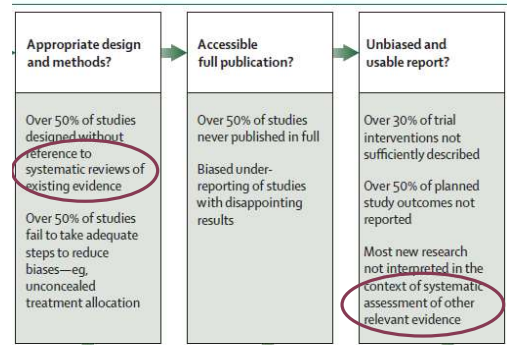 Appropriate design
and methods?
Over 50% of studies
designed without
reference to
systematic reviews of
existing evidence
Over 50% of studies
fail to take adequate
steps to reduce
biases—eg,
unconcealed
treatment allocation
Accessible
full publication?
Over 50% of studies
never published in full
Biased under-
reporting of studies
with disappointing
results
Unbiased and
usable report?
Over 30% of trial
interventions not
sufficiently described
Over 50% of planned
study outcomes not
reported
Most new research
not interpreted in the
context of systematic
assessment of other
relevant evidence